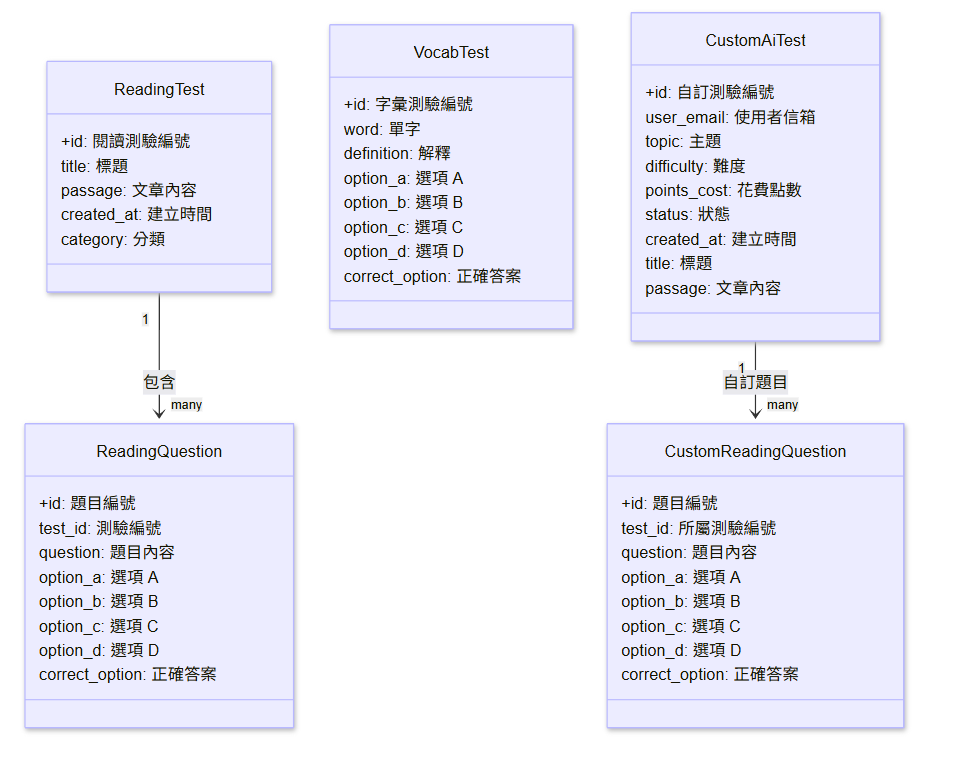 ReadingTest
+id: 閱讀測驗編號
title: 標題
passage: 文章內容
created_at: 建立時間
category: 分類
VocabTest
+id: 字彙測驗編號
word: 單字
definition: 解釋
option_a: 選項 A
option_b: 選項 B
option_c: 選項 C
option_d: 選項 D
correct_option: 正確答案
CustomAiTest
+id: 自訂測驗編號
user_email: 使用者信箱
topic: 主題
difficulty: 難度
points_cost: 花費點數
status: 狀態
created_at: 建立時間
title: 標題
passage: 文章內容
1
包含
many
1
自訂題目
many
ReadingQuestion
+id: 題目編號
test_id: 測驗編號
question: 題目內容
option_a: 選項 A
option_b: 選項 B
option_c: 選項 C
option_d: 選項 D
correct_option: 正確答案
CustomReadingQuestion
+id: 題目編號
test_id: 所屬測驗編號
question: 題目內容
option_a: 選項 A
option_b: 選項 B
option_c: 選項 C
option_d: 選項 D
correct_option: 正確答案